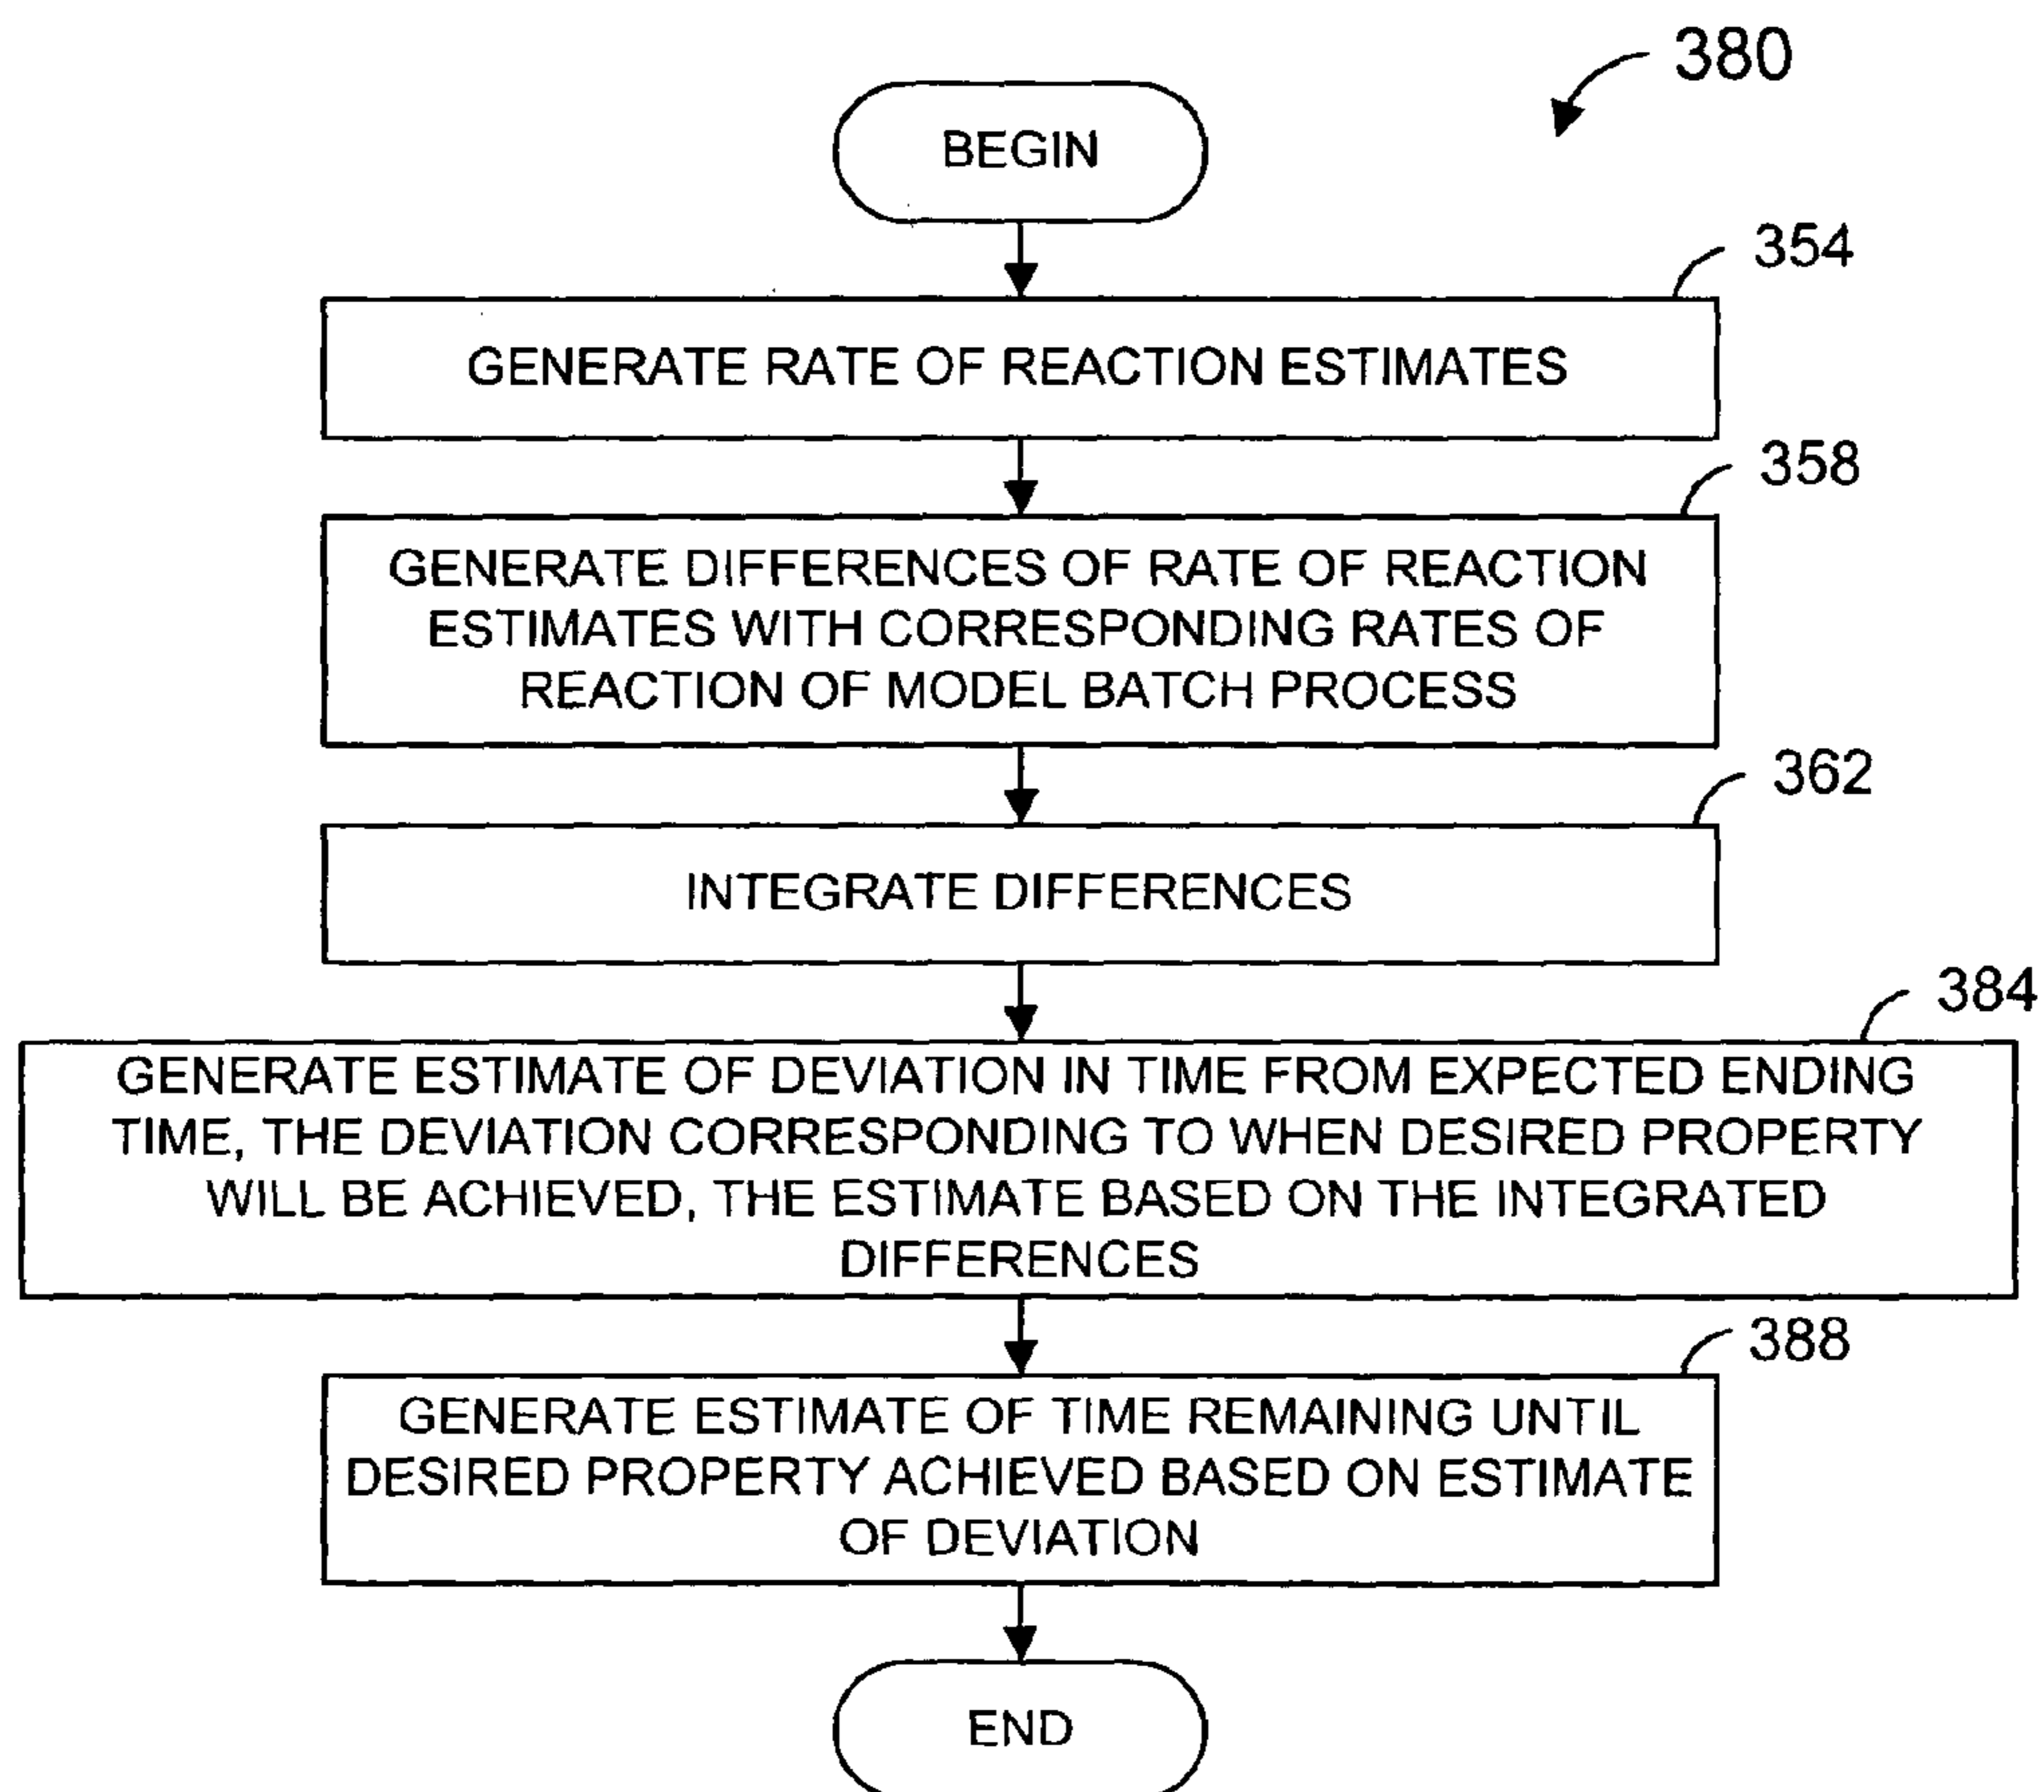 380
BEGIN
354
GENERATE RATE OF REACTION ESTIMATES
358
GENERATE DIFFERENCES OF RATE OF REACTION
ESTIMATES WITH CORRESPONDING RATES OF
REACTION OF MODEL BATCH PROCESS
362
INTEGRATE DIFFERENCES
384
GENERATE ESTIMATE OF DEVIATION IN TIME FROM EXPECTED ENDING
TIME, THE DEVIATION CORRESPONDING TO WHEN DESIRED PROPERTY
WILL BE ACHIEVED, THE ESTIMATE BASED ON THE INTEGRATED
DIFFERENCES
388
GENERATE ESTIMATE OF TIME REMAINING UNTIL
DESIRED PROPERTY ACHIEVED BASED ON ESTIMATE
OF DEVIATION
END